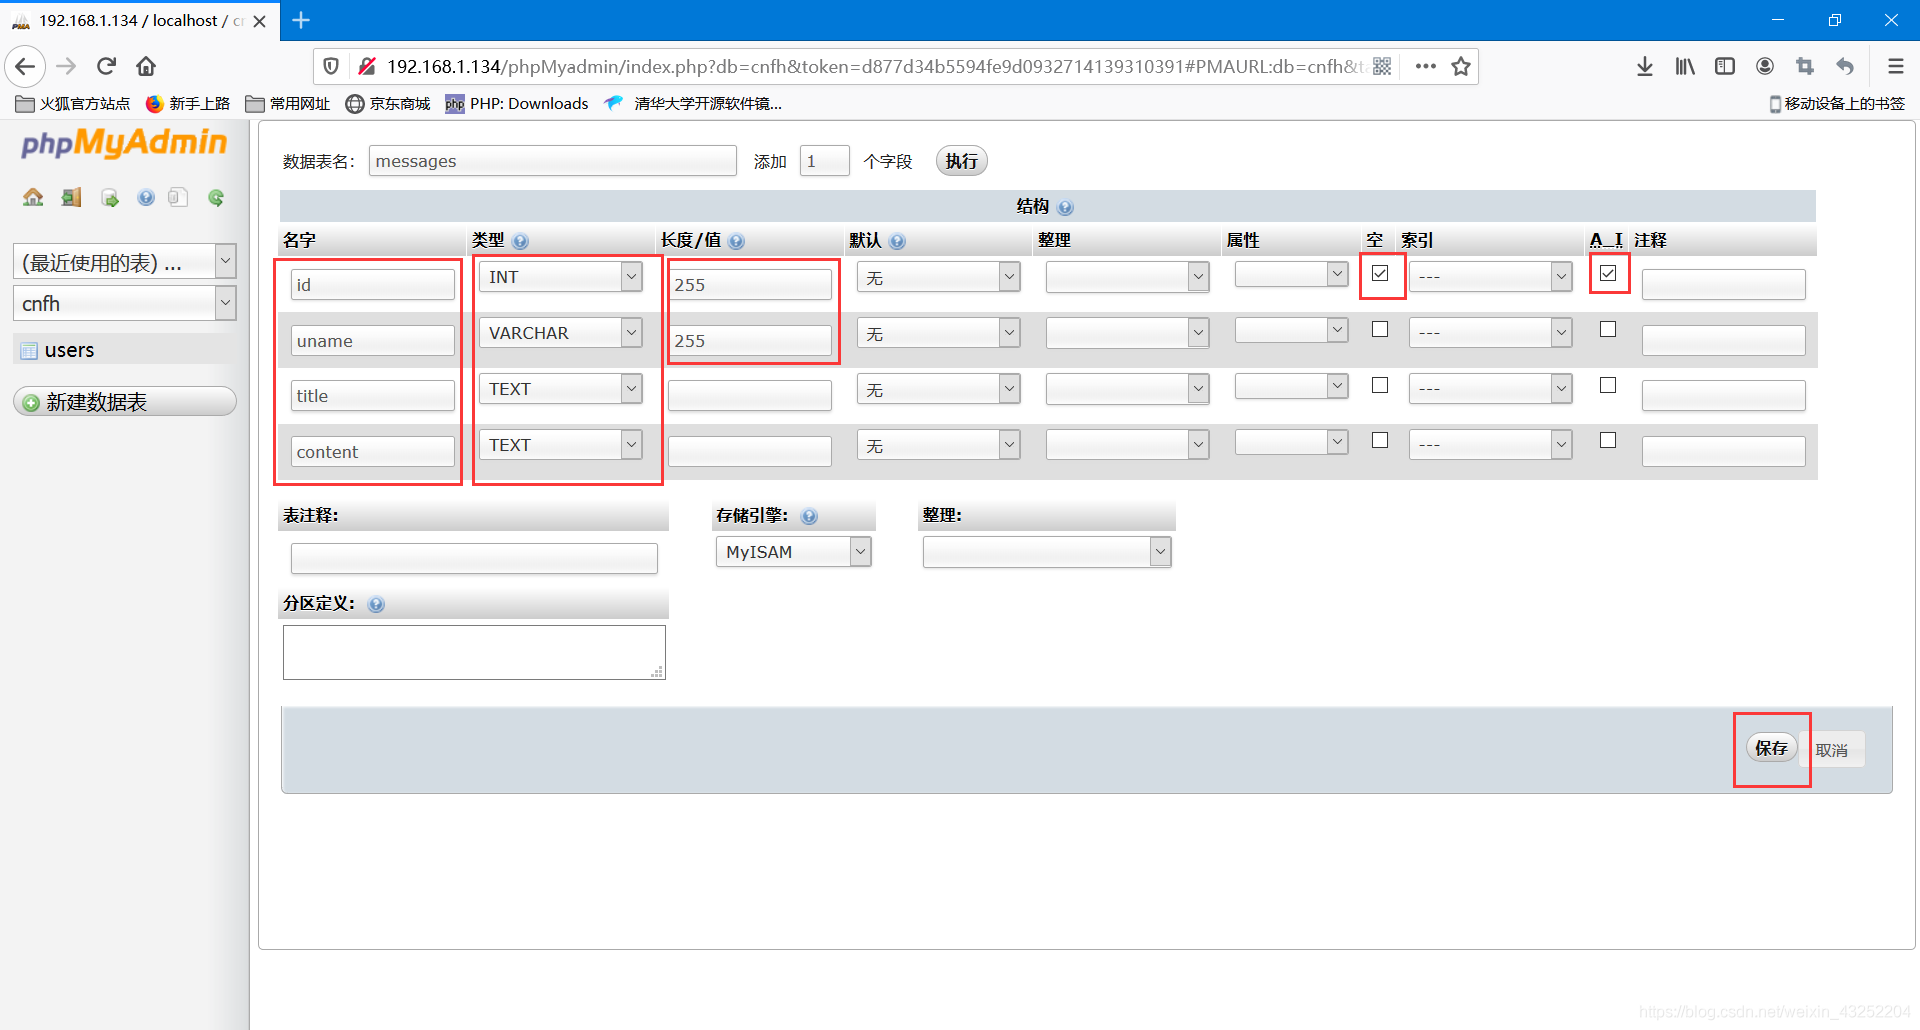 192.168.1.134 / localhost / cn
192.168.1.134/phpMyadmin/index.php?db=cnfh&token=d877d34b5594fe9d0932714139310391#PMAURL:db=cnfh&ta
火狐官方站点 新手上路 常用网址 京东商城 php PHP: Downloads 清华大学开源软件镜... 移动设备上的书签
phpMyAdmin
(最近使用的表) ...
cnfh
users
新建数据表
数据表名: messages 添加 1 个字段 执行
结构
名字 类型 长度/值 默认 整理 属性 空 索引 A_I 注释
id INT 255 无 ---
uname VARCHAR 255 无 ---
title TEXT 无 ---
content TEXT 无 ---
表注释: 存储引擎: 整理:
MyISAM
分区定义:
保存 取消
https://blog.csdn.net/weixin_43252204